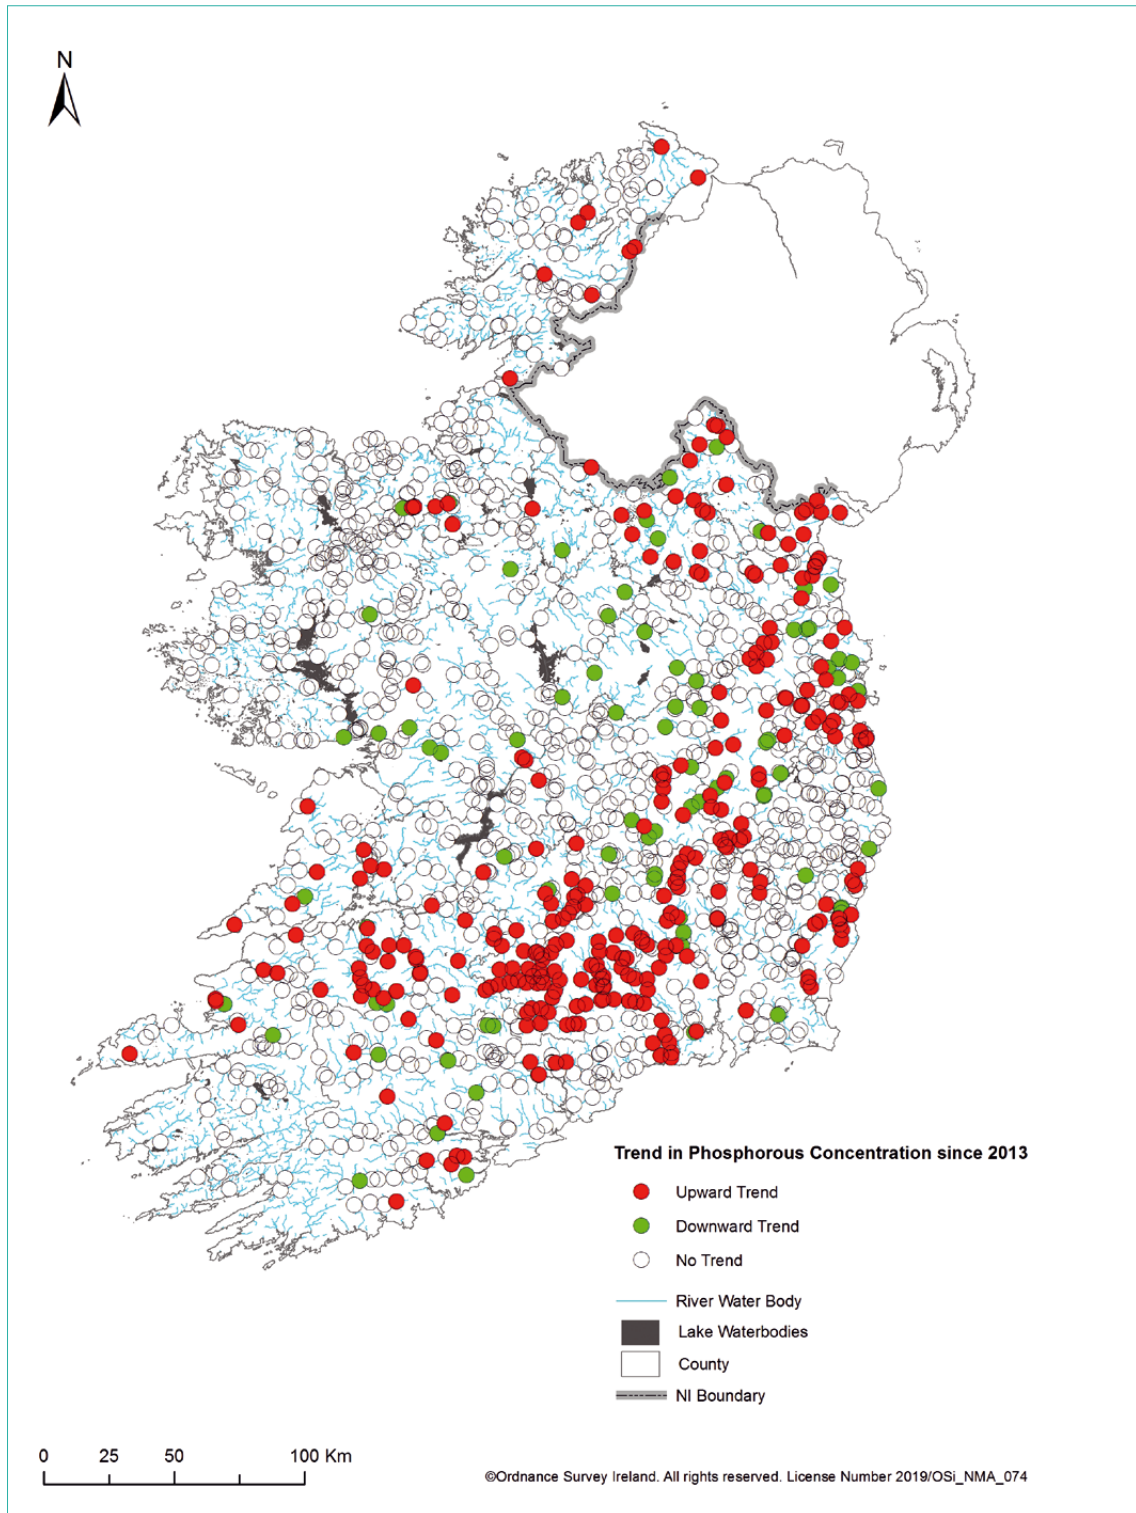 N
Trend in Phosphorous Concentration since 2013
Upward Trend
Downward Trend
No Trend
River Water Body
Lake Waterbodies
County
NI Boundary
0 25 50 100 Km
©Ordnance Survey Ireland. All rights reserved. License Number 2019/OSi_NMA_074